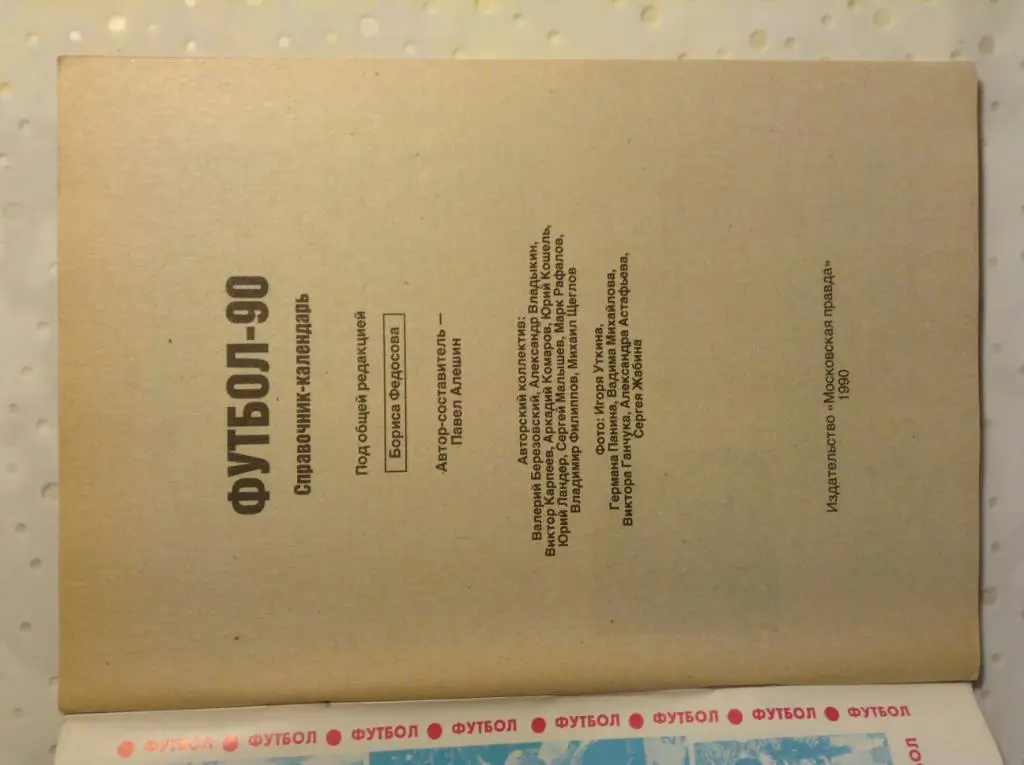 ФУТБОЛ-90
Справочник-календарь
Под общей редакцией
Бориса Федосова
Автор-составитель —
Павел Алешин
Авторский коллектив:
Валерий Березовский, Александр Владыкин,
Виктор Карпеев, Аркадий Комаров, Юрий Кошель,
Юрий Ландер, Сергей Малышев, Марк Рафалов,
Владимир Филиппов, Михаил Щеглов
Фото: Игоря Уткина,
Германа Панина, Вадима Михайлова,
Виктора Ганчука, Александра Астафьева,
Сергея Жабина
Издательство «Московская правда»
1990
ФУТБОЛ ФУТБОЛ ФУТБОЛ ФУТБОЛ ФУТБОЛ ФУТБОЛ ФУТБОЛ ФУТБОЛ
БОЛ